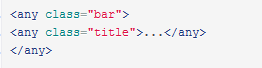 <any class="bar">
<any class="title">...</any>
</any>